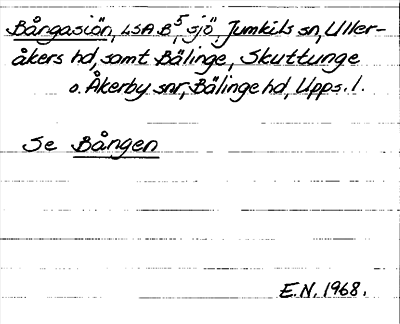 Bångasjön, LSA B⁵, sjö Jumkils sn, Uller-
åkers hd, samt Bälinge, Skuttunge
o. Åkerby snr, Bälinge hd, Upps. l.
Se Bången
E.N. 1968.